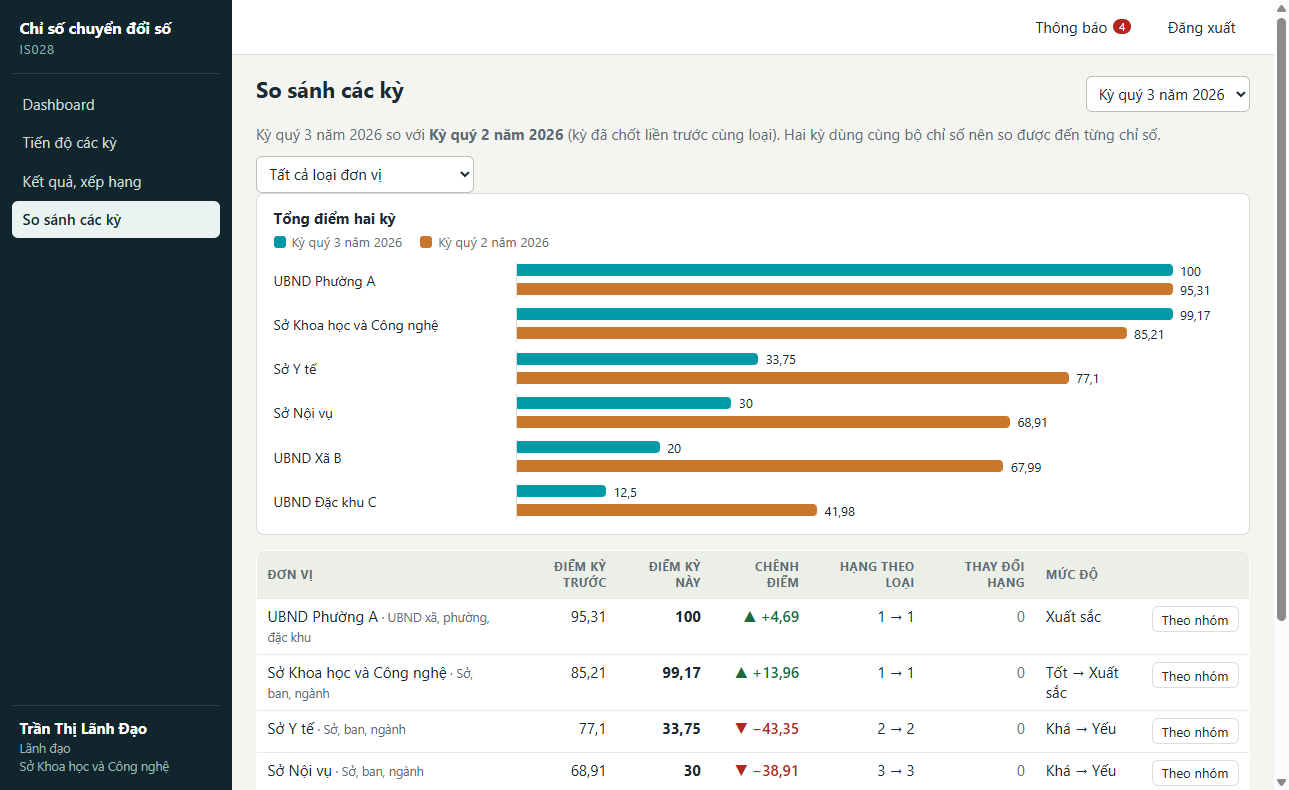 Chỉ số chuyển đổi số
IS028
Dashboard
Tiến độ các kỳ
Kết quả, xếp hạng
So sánh các kỳ
Trần Thị Lãnh Đạo
Lãnh đạo
Sở Khoa học và Công nghệ
Thông báo 4
Đăng xuất
So sánh các kỳ
Kỳ quý 3 năm 2026
Kỳ quý 3 năm 2026 so với Kỳ quý 2 năm 2026 (kỳ đã chốt liền trước cùng loại). Hai kỳ dùng cùng bộ chỉ số nên so được đến từng chỉ số.
Tất cả loại đơn vị
Tổng điểm hai kỳ
Kỳ quý 3 năm 2026 Kỳ quý 2 năm 2026
UBND Phường A
100
95,31
Sở Khoa học và Công nghệ
99,17
85,21
Sở Y tế
33,75
77,1
Sở Nội vụ
30
68,91
UBND Xã B
20
67,99
UBND Đặc khu C
12,5
41,98
ĐƠN VỊ
ĐIỂM KỲ
TRƯỚC
ĐIỂM KỲ
NÀY
CHÊNH
ĐIỂM
HẠNG THEO
LOẠI
THAY ĐỔI
HẠNG
MỨC ĐỘ
UBND Phường A · UBND xã, phường,
đặc khu
95,31
100
▲ +4,69
1 → 1
0
Xuất sắc
Theo nhóm
Sở Khoa học và Công nghệ · Sở,
ban, ngành
85,21
99,17
▲ +13,96
1 → 1
0
Tốt → Xuất
sắc
Theo nhóm
Sở Y tế · Sở, ban, ngành
77,1
33,75
▼ −43,35
2 → 2
0
Khá → Yếu
Theo nhóm
Sở Nội vụ · Sở, ban, ngành
68,91
30
▼ −38,91
3 → 3
0
Khá → Yếu
Theo nhóm